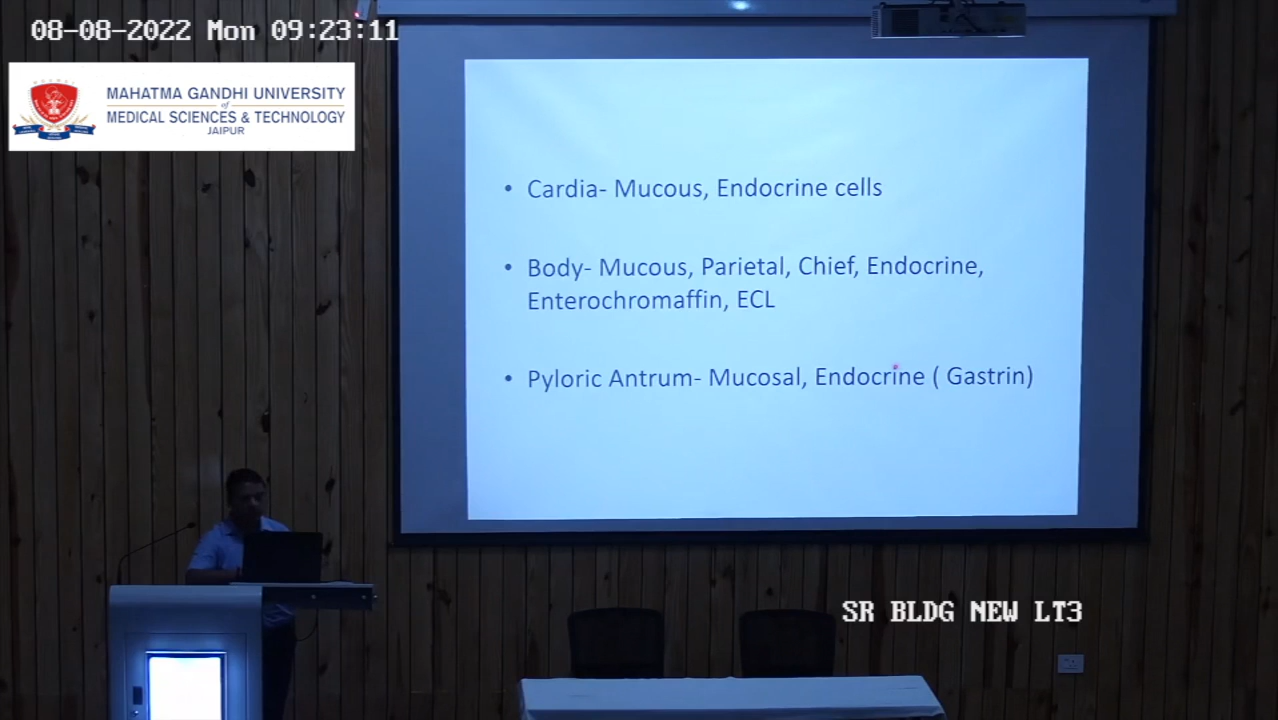 08-08-2022 Mon 09:23:11
MAHATMA GANDHI UNIVERSITY
of
MEDICAL SCIENCES & TECHNOLOGY
JAIPUR
• Cardia- Mucous, Endocrine cells
• Body- Mucous, Parietal, Chief, Endocrine,
Enterochromaffin, ECL
• Pyloric Antrum- Mucosal, Endocrine ( Gastrin)
SR BLDG NEW LT3